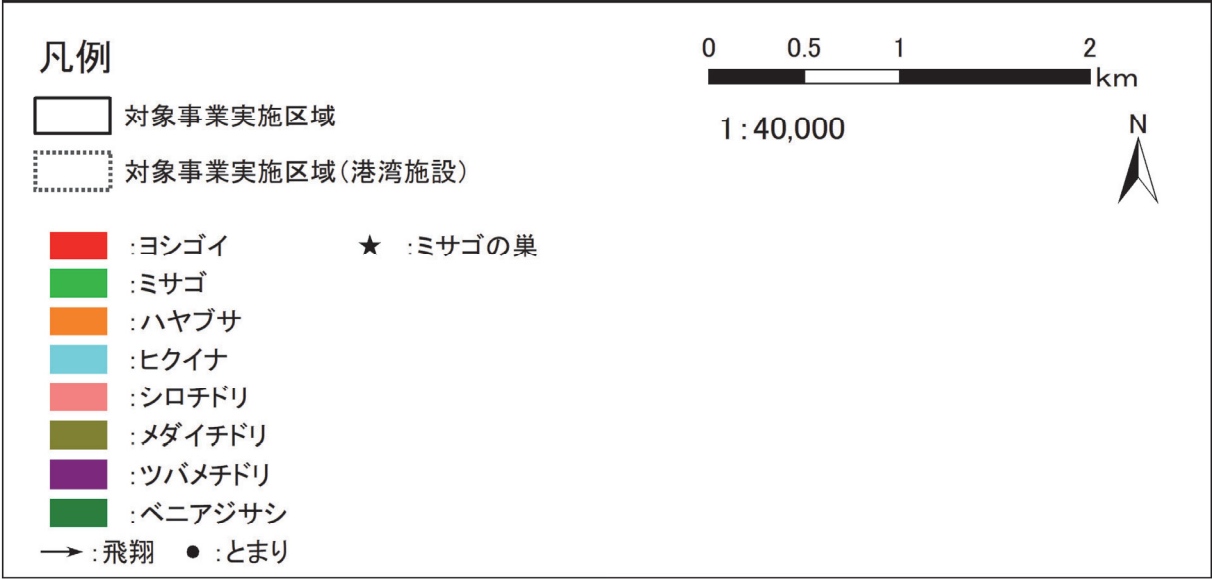 凡例
0 0.5 1 2
km
対象事業実施区域
1:40,000
N
対象事業実施区域(港湾施設)
:ヨシゴイ ★ :ミサゴの巣
:ミサゴ
:ハヤブサ
:ヒクイナ
:シロチドリ
:メダイチドリ
:ツバメチドリ
:ベニアジサシ
→:飛翔 ● :とまり